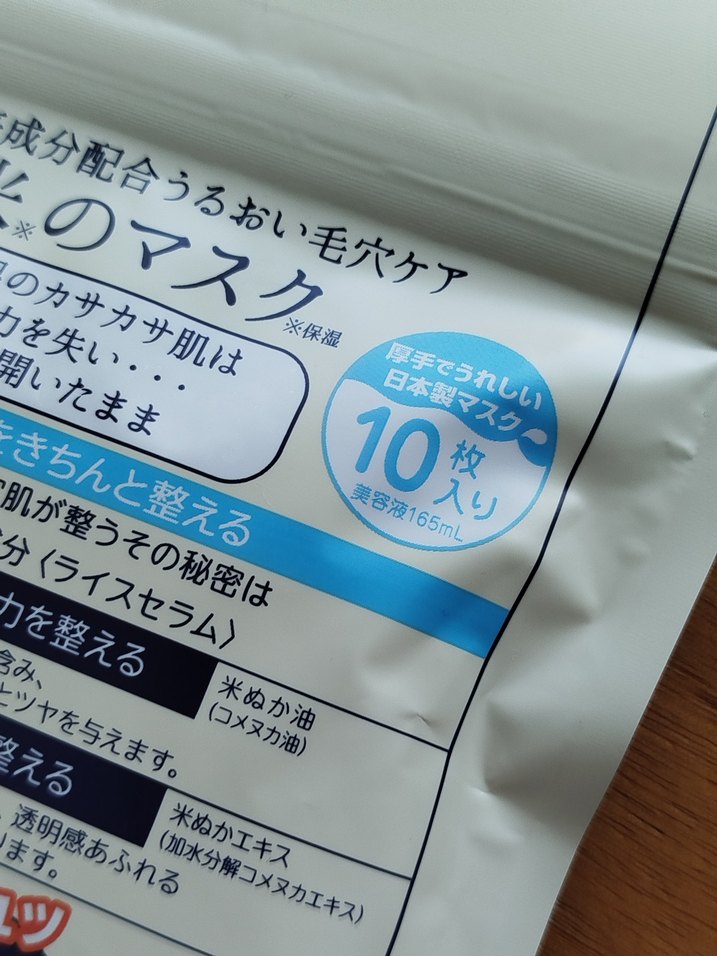 成分配合うるおい毛穴ケア
米※のマスク
※保湿
のカサカサ肌は
力を失い・・・
開いたまま
厚手でうれしい
日本製マスク
10枚入り
美容液165mL
をきちんと整える
肌が整うその秘密は
分〈ライスセラム〉
力を整える
米ぬか油
(コメヌカ油)
含み、
とツヤを与えます。
整える
米ぬかエキス
(加水分解コメヌカエキス)
、透明感あふれる
ます。
ュッ